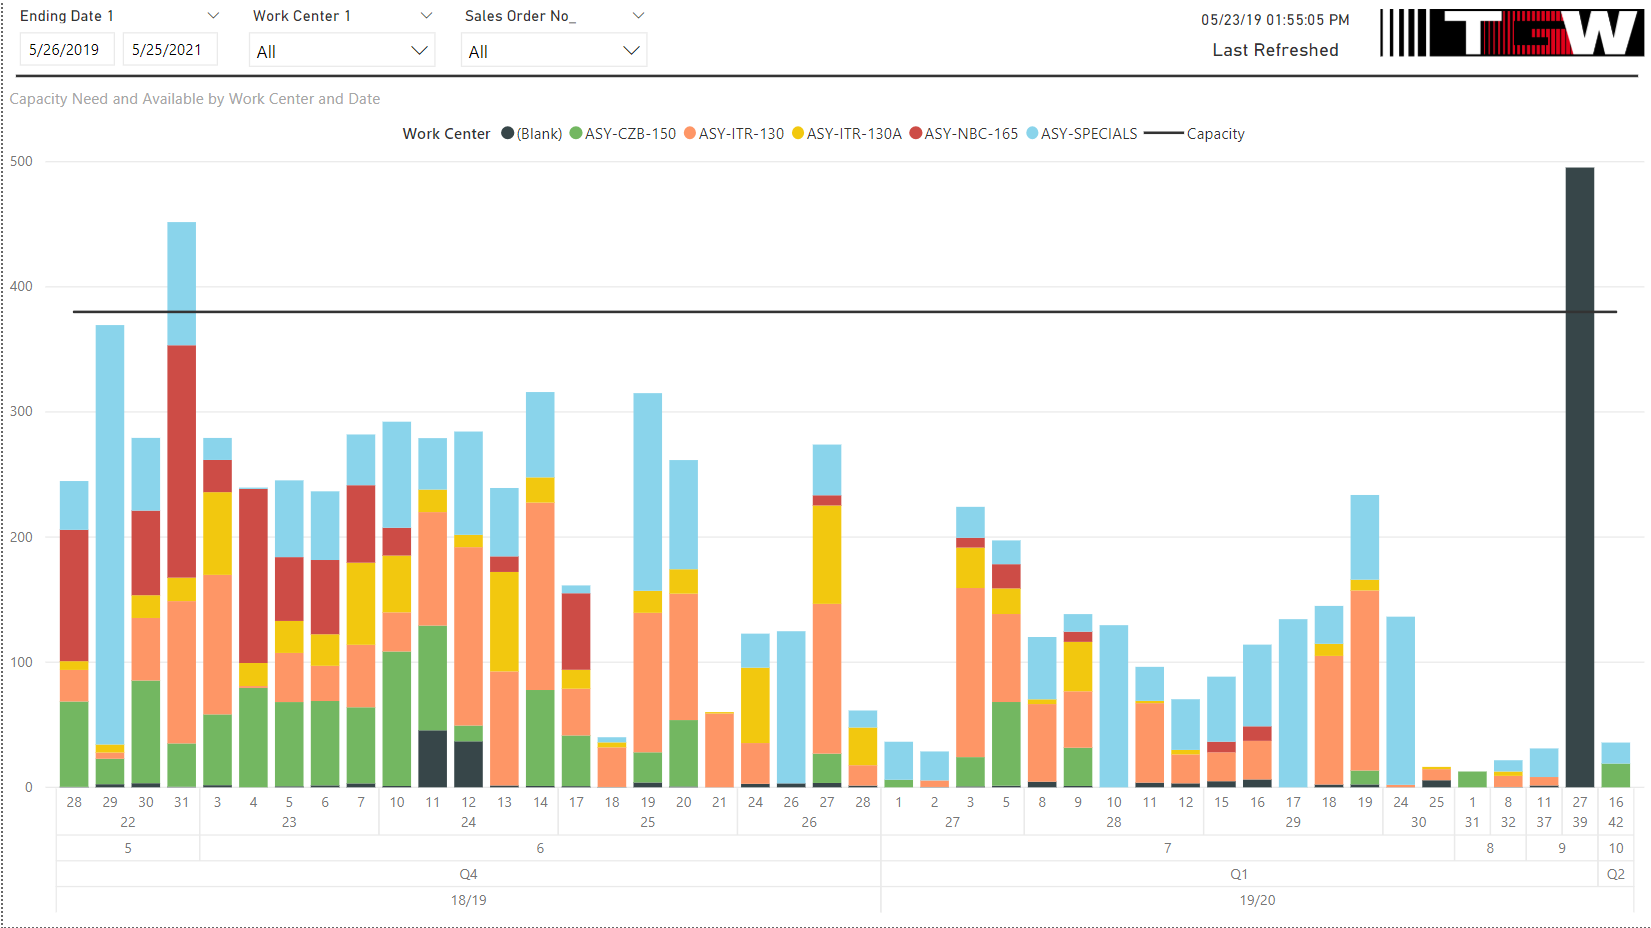 Ending Date 1 Work Center 1 Sales Order No_ 05/23/19 01:55:05 PM
5/26/2019 5/25/2021 All All Last Refreshed
TGW
Capacity Need and Available by Work Center and Date
Work Center (Blank) ASY-CZB-150 ASY-ITR-130 ASY-ITR-130A ASY-NBC-165 ASY-SPECIALS Capacity
500
400
300
200
100
0
28 29 30 31 3 4 5 6 7 10 11 12 13 14 17 18 19 20 21 24 26 27 28 1 2 3 5 8 9 10 11 12 15 16 17 18 19 24 25 1 8 11 27 16
22 23 24 25 26 27 28 29 30 31 32 37 39 42
5 6 7 8 9 10
Q4 Q1 Q2
18/19 19/20